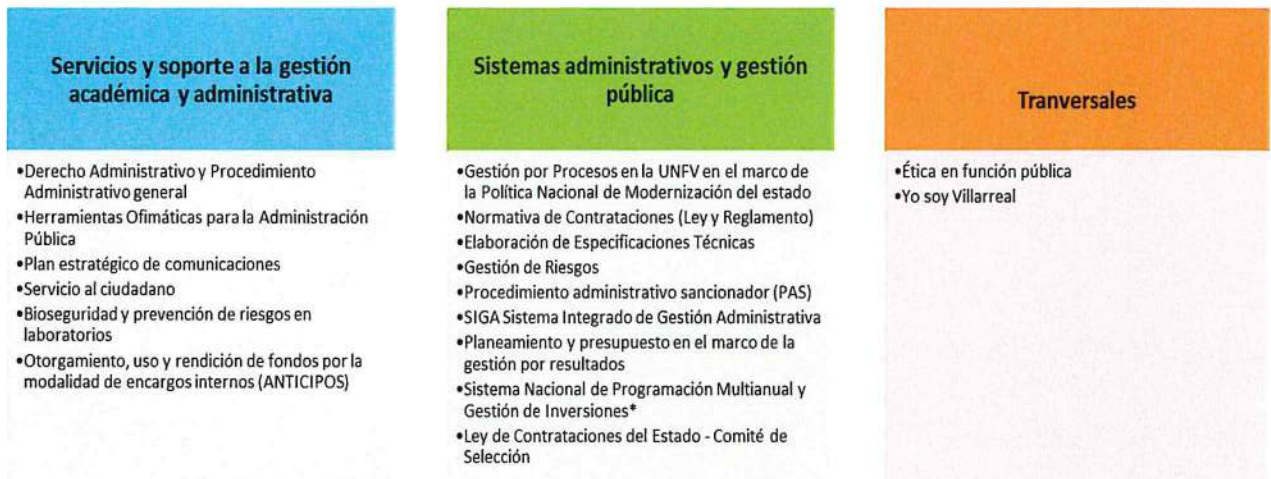 Servicios y soporte a la gestión
académica y administrativa
•Derecho Administrativo y Procedimiento
Administrativo general
•Herramientas Ofimáticas para la Administración
Pública
•Plan estratégico de comunicaciones
•Servicio al ciudadano
•Bioseguridad y prevención de riesgos en
laboratorios
•Otorgamiento, uso y rendición de fondos por la
modalidad de encargos internos (ANTICIPOS)
Sistemas administrativos y gestión
pública
•Gestión por Procesos en la UNFV en el marco de
la Política Nacional de Modernización del estado
•Normativa de Contrataciones (Ley y Reglamento)
•Elaboración de Especificaciones Técnicas
•Gestión de Riesgos
•Procedimiento administrativo sancionador (PAS)
•SIGA Sistema Integrado de Gestión Administrativa
•Planeamiento y presupuesto en el marco de la
gestión por resultados
•Sistema Nacional de Programación Multianual y
Gestión de Inversiones*
•Ley de Contrataciones del Estado - Comité de
Selección
Tranversales
•Ética en función pública
•Yo soy Villarreal